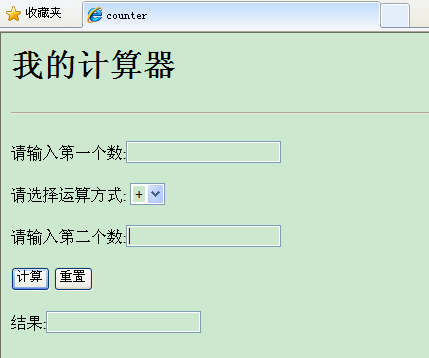 收藏夹 counter
我的计算器
请输入第一个数:
请选择运算方式: +
请输入第二个数:
计算 重置
结果: